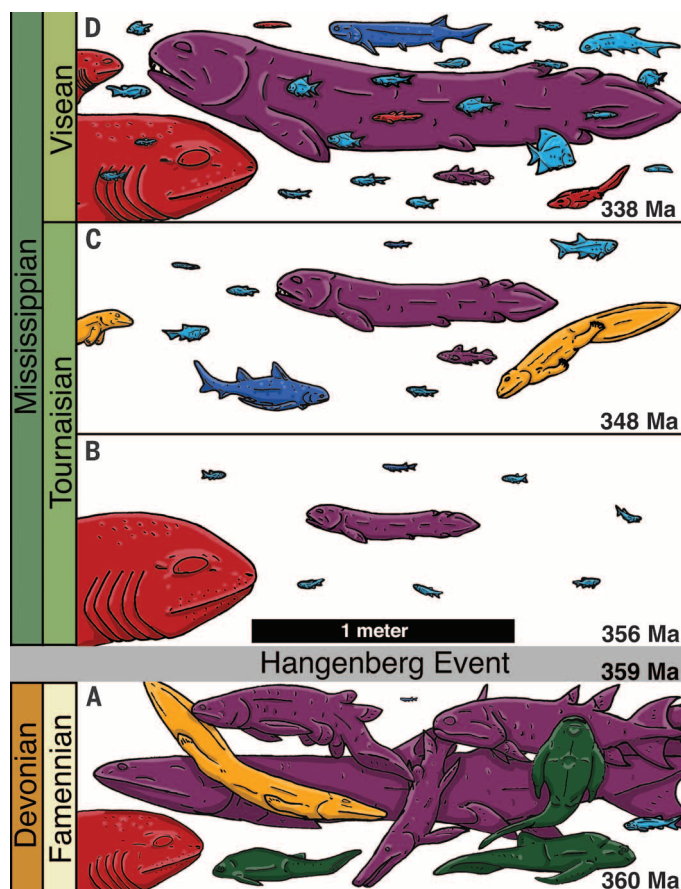 D
Visean
338 Ma
Mississippian
C
Tournaisian
348 Ma
B
1 meter
356 Ma
Hangenberg Event
359 Ma
A
Devonian
Famennian
360 Ma